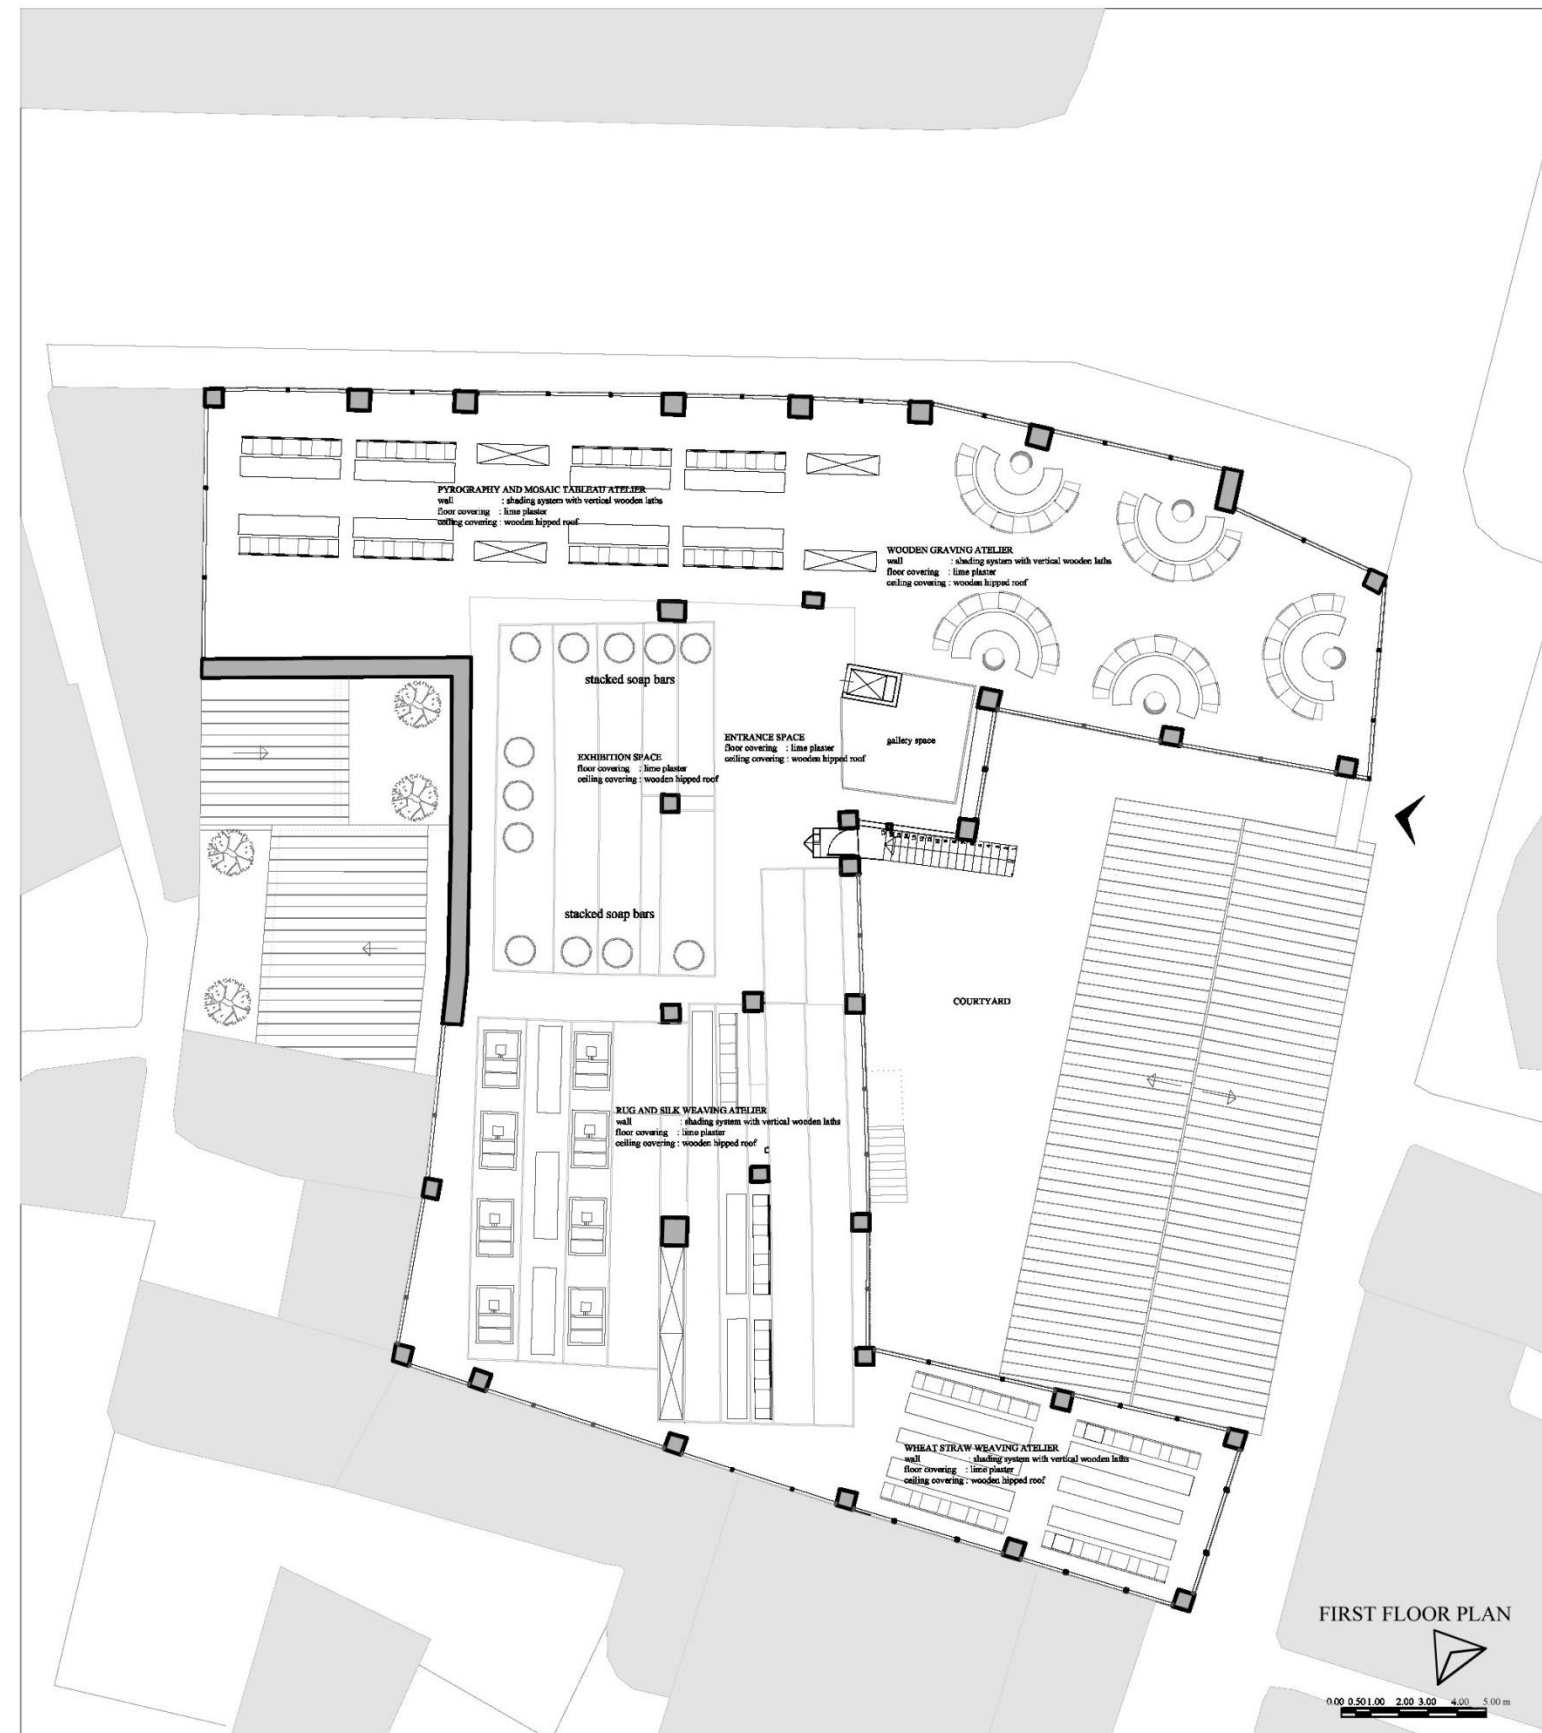 PYROGRAPHY AND MOSAIC TABLEAU ATELIER
wall : shading system with vertical wooden laths
floor covering : lime plaster
ceiling covering : wooden hipped roof
WOODEN GRAVING ATELIER
wall : shading system with vertical wooden laths
floor covering : lime plaster
ceiling covering : wooden hipped roof
stacked soap bars
ENTRANCE SPACE
floor covering : lime plaster
ceiling covering : wooden hipped roof
gallery space
EXHIBITION SPACE
floor covering : lime plaster
ceiling covering : wooden hipped roof
stacked soap bars
COURTYARD
RUG AND SILK WEAVING ATELIER
wall : shading system with vertical wooden laths
floor covering : lime plaster
ceiling covering : wooden hipped roof
WHEAT STRAW WEAVING ATELIER
wall : shading system with vertical wooden laths
floor covering : lime plaster
ceiling covering : wooden hipped roof
FIRST FLOOR PLAN
0.00 0.50 1.00 2.00 3.00 4.00 5.00 m